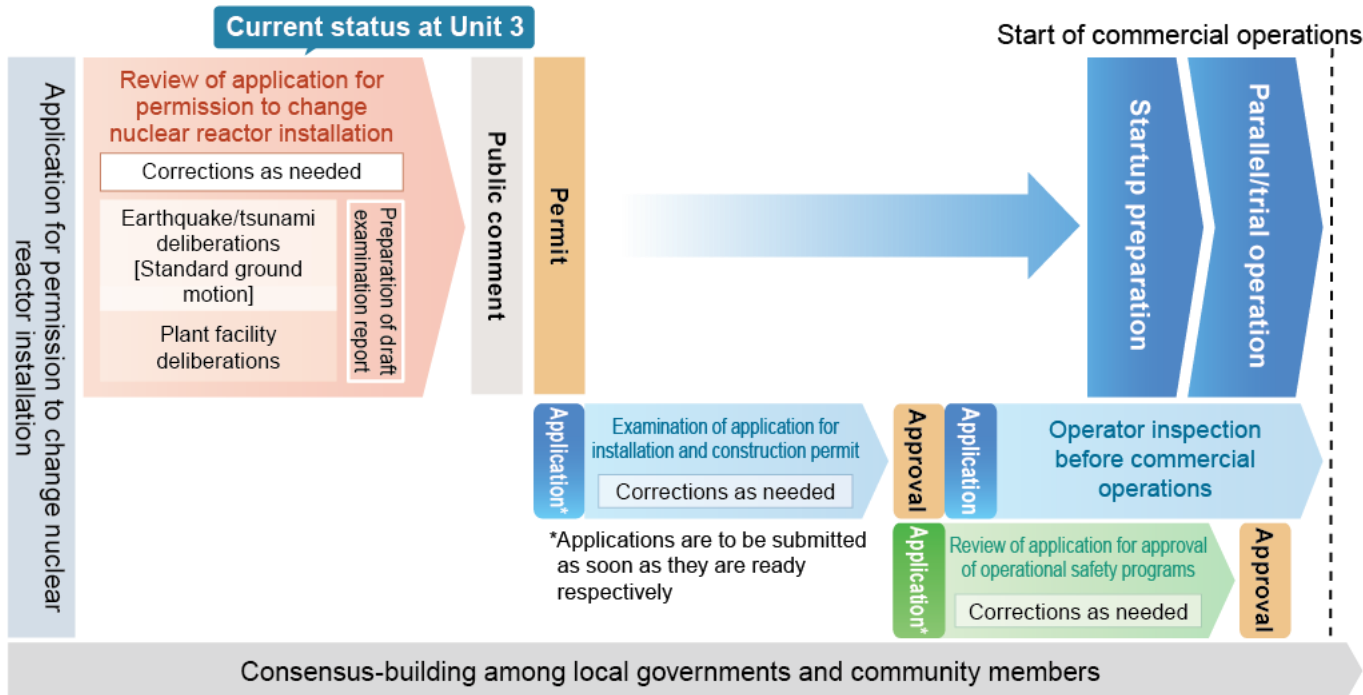 Current status at Unit 3
Start of commercial operations
Application for permission to change nuclear
reactor installation
Review of application for
permission to change
nuclear reactor installation
Corrections as needed
Earthquake/tsunami
deliberations
[Standard ground
motion]
Plant facility
deliberations
Preparation of draft
examination report
Public comment
Permit
Startup preparation
Parallel/trial operation
Application*
Examination of application for
installation and construction permit
Corrections as needed
Approval
Application
Operator inspection
before commercial
operations
*Applications are to be submitted
as soon as they are ready
respectively
Application*
Review of application for approval
of operational safety programs
Corrections as needed
Approval
Consensus-building among local governments and community members